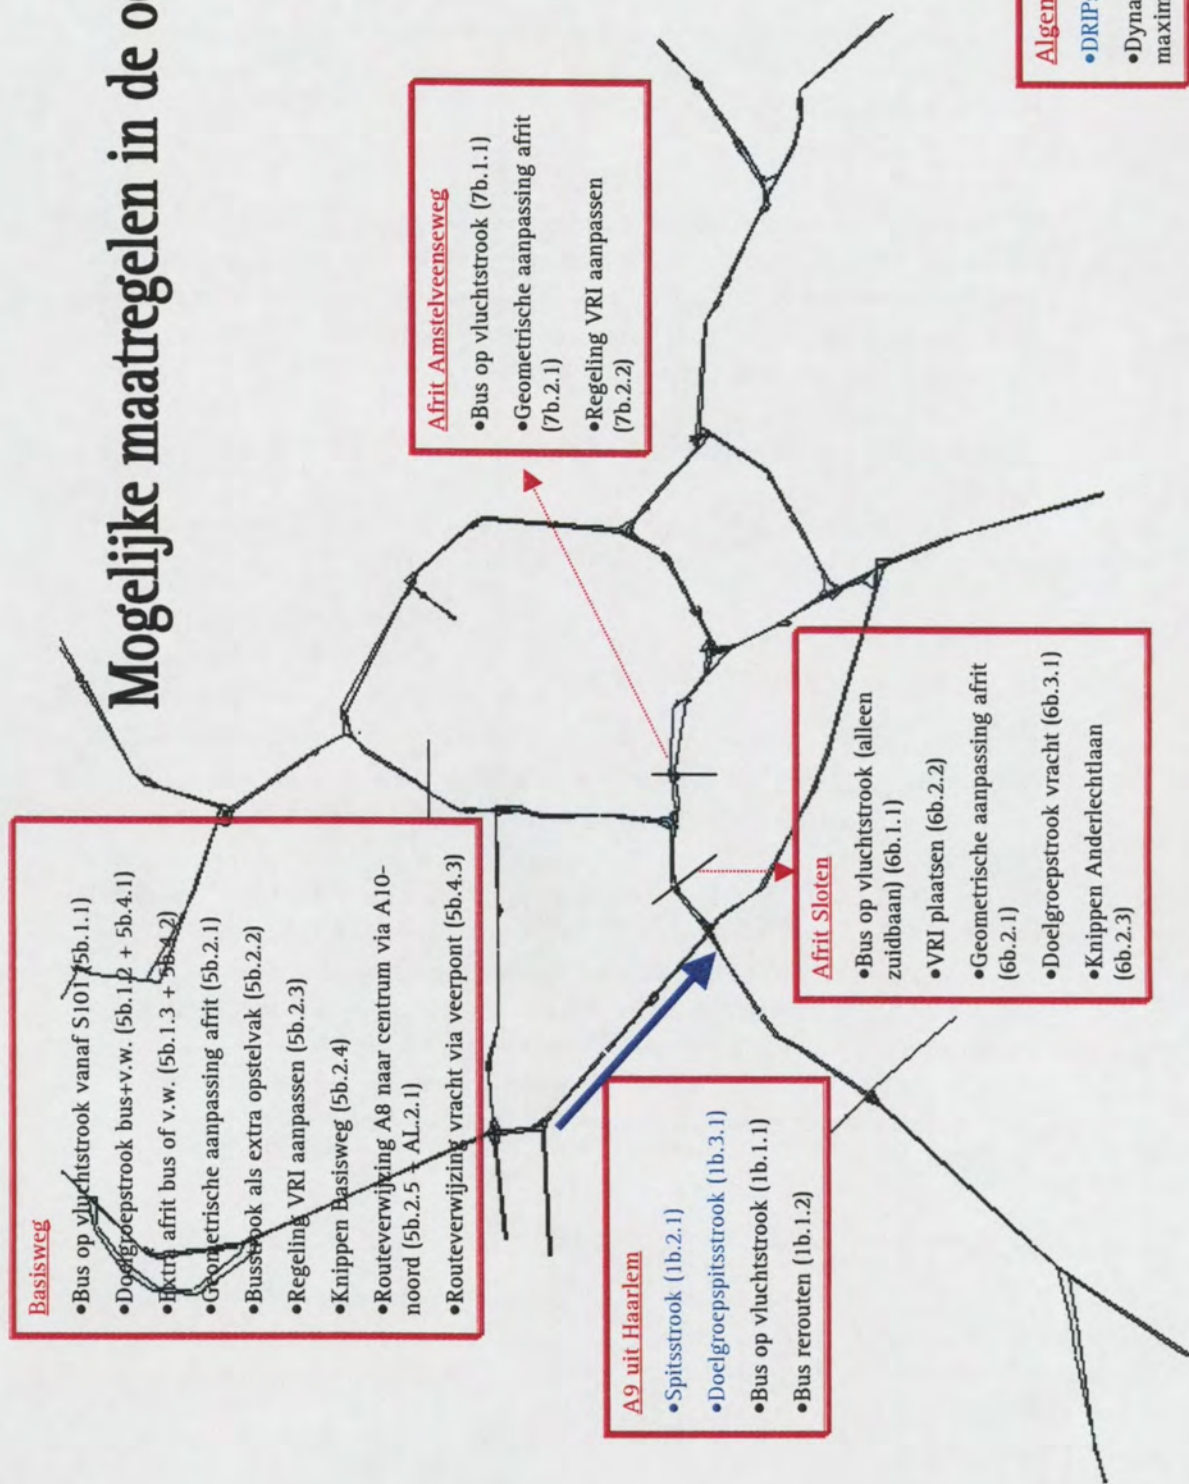 Mogelijke maatregelen in de o
Basisweg
•Bus op vluchtstrook vanaf S101 (5b.1.1)
•Doelgroepstrook bus+v.w. (5b.1.2 + 5b.4.1)
•Extra afrit bus of v.w. (5b.1.3 + 5b.4.2)
•Geometrische aanpassing afrit (5b.2.1)
•Busstrook als extra opstelvak (5b.2.2)
•Regeling VRI aanpassen (5b.2.3)
•Knippen Basisweg (5b.2.4)
•Routeverwijzing A8 naar centrum via A10-
noord (5b.2.5 + AL.2.1)
•Routeverwijzing vracht via veerpont (5b.4.3)
Afrit Amstelveenseweg
•Bus op vluchtstrook (7b.1.1)
•Geometrische aanpassing afrit
(7b.2.1)
•Regeling VRI aanpassen
(7b.2.2)
A9 uit Haarlem
•Spitsstrook (1b.2.1)
•Doelgroepspitsstrook (1b.3.1)
•Bus op vluchtstrook (1b.1.1)
•Bus rerouten (1b.1.2)
Afrit Sloten
•Bus op vluchtstrook (alleen
zuidbaan) (6b.1.1)
•VRI plaatsen (6b.2.2)
•Geometrische aanpassing afrit
(6b.2.1)
•Doelgroepstrook vracht (6b.3.1)
•Knippen Anderlechtlaan
(6b.2.3)
Algen
•DRIPs
•Dyna
maxim